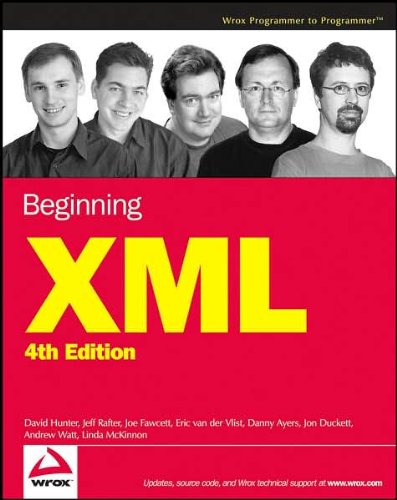 Wrox Programmer to Programmer™
Beginning
XML
4th Edition
David Hunter, Jeff Rafter, Joe Fawcett, Eric van der Vlist, Danny Ayers, Jon Duckett,
Andrew Watt, Linda McKinnon
wrox™
Updates, source code, and Wrox technical support at www.wrox.com